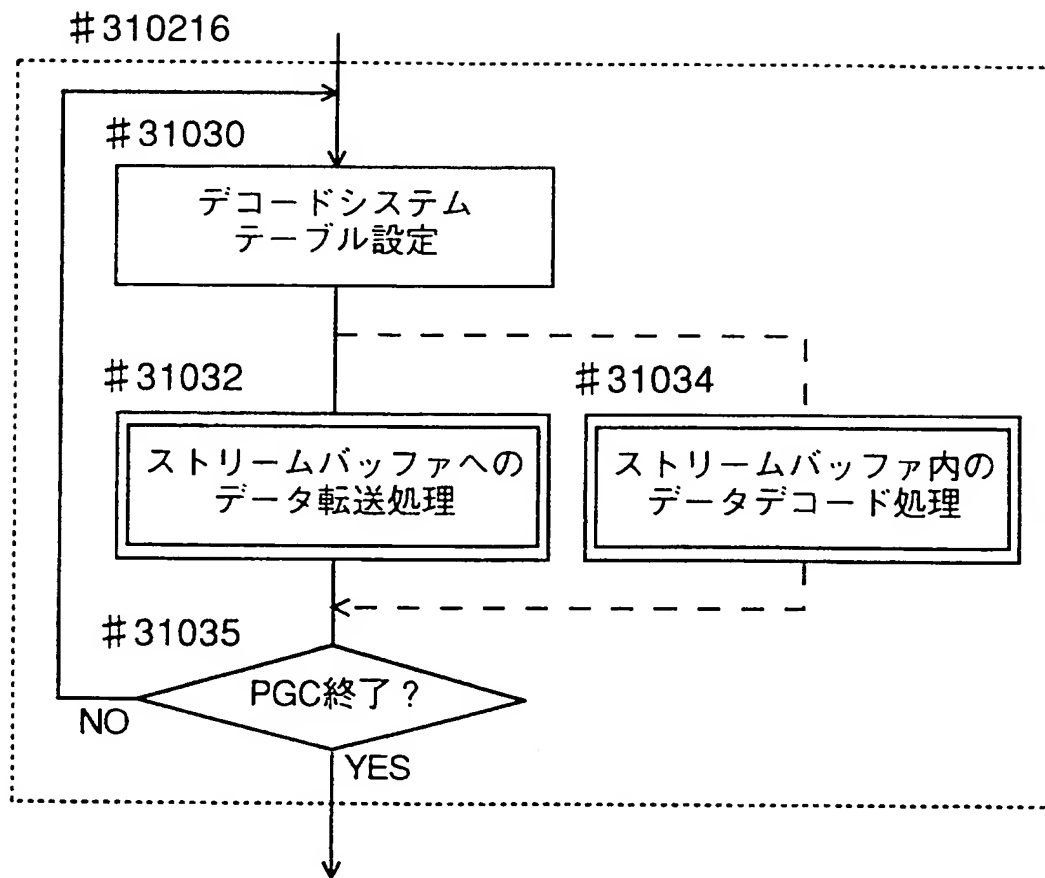 #310216
#31030
デコードシステム
テーブル設定
#31032
ストリームバッファへの
データ転送処理
#31034
ストリームバッファ内の
データデコード処理
#31035
PGC終了?
NO
YES